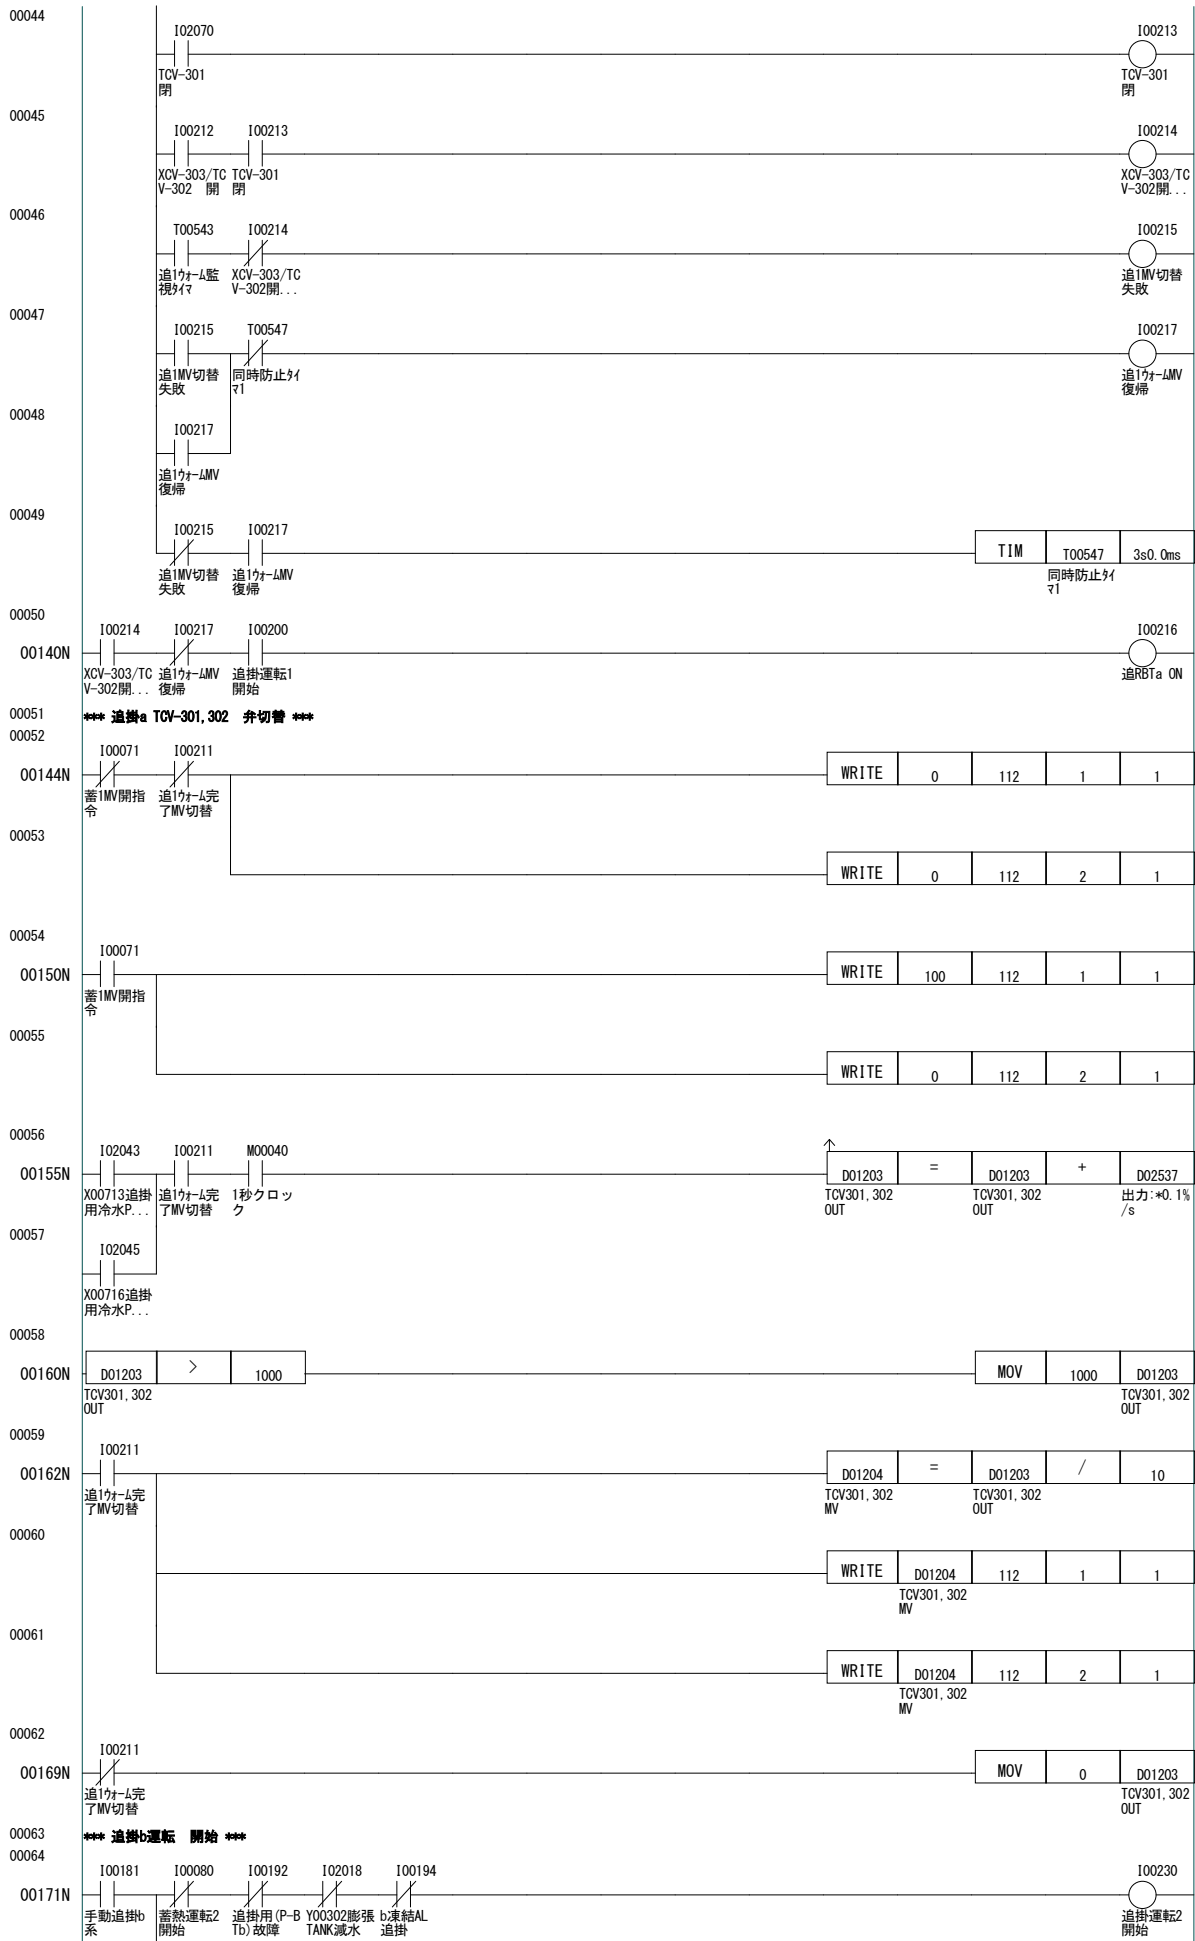 00044
I02070 I00213
TCV-301 TCV-301
閉 閉
00045
I00212 I00213 I00214
XCV-303/TC TCV-301 XCV-303/TC
V-302 開 閉 V-302開...
00046
T00543 I00214 I00215
追1ｳｫｰﾑ監 XCV-303/TC 追1MV切替
視ﾀｲﾏ V-302開... 失敗
00047
I00215 T00547 I00217
追1MV切替 同時防止ﾀｲ 追1ｳｫｰﾑMV
失敗 ﾏ1 復帰
00048
I00217
追1ｳｫｰﾑMV
復帰
00049
I00215 I00217
TIM T00547 3s0.0ms
追1MV切替 追1ｳｫｰﾑMV 同時防止ﾀｲ
失敗 復帰 ﾏ1
00050
I00214 I00217 I00200 I00216
00140N
XCV-303/TC 追1ｳｫｰﾑMV 追掛運転1 追RBTa ON
V-302開... 復帰 開始
00051 *** 追掛a TCV-301,302 弁切替 ***
00052
I00071 I00211
00144N WRITE 0 112 1 1
蓄1MV開指 追1ｳｫｰﾑ完
令 了MV切替
00053
WRITE 0 112 2 1
00054
I00071
00150N WRITE 100 112 1 1
蓄1MV開指
令
00055
WRITE 0 112 2 1
00056
I02043 I00211 M00040
00155N D01203 = D01203 + D02537
X00713追掛 追1ｳｫｰﾑ完 1秒クロッ TCV301,302 TCV301,302 出力:*0.1%
用冷水P... 了MV切替 ク OUT OUT /s
00057
I02045
X00716追掛
用冷水P...
00058
00160N D01203 > 1000 MOV 1000 D01203
TCV301,302 TCV301,302
OUT OUT
00059
I00211
00162N D01204 = D01203 / 10
追1ｳｫｰﾑ完 TCV301,302 TCV301,302
了MV切替 MV OUT
00060
WRITE D01204 112 1 1
TCV301,302
MV
00061
WRITE D01204 112 2 1
TCV301,302
MV
00062
I00211
00169N MOV 0 D01203
追1ｳｫｰﾑ完 TCV301,302
了MV切替 OUT
00063 *** 追掛b運転 開始 ***
00064
I00181 I00080 I00192 I02018 I00194 I00230
00171N
手動追掛b 蓄熱運転2 追掛用(P-B Y00302膨張 b凍結AL 追掛運転2
系 開始 Tb)故障 TANK減水 追掛 開始